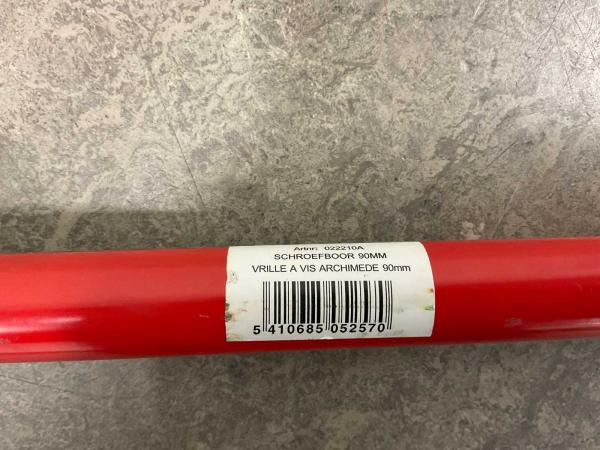 Artnr: 022210A
SCHROEFBOOR 90MM
VRILLE A VIS ARCHIMEDE 90mm
5 410685 052570